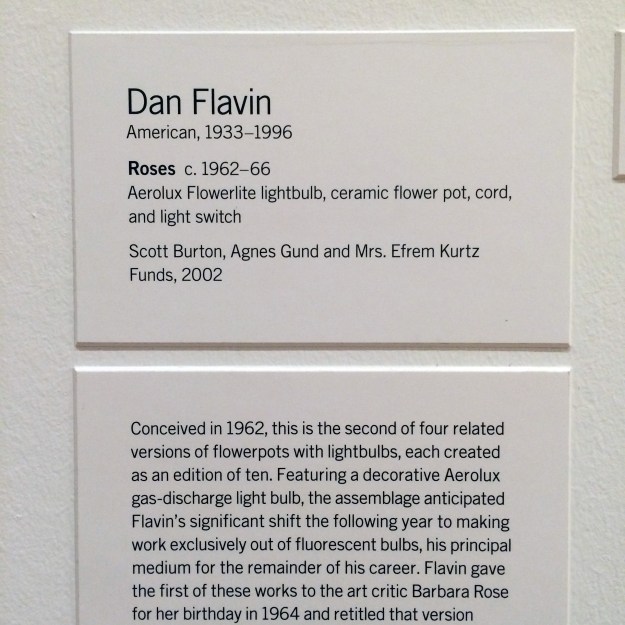 Dan Flavin
American, 1933–1996
Roses c. 1962–66
Aerolux Flowerlite lightbulb, ceramic flower pot, cord,
and light switch
Scott Burton, Agnes Gund and Mrs. Efrem Kurtz
Funds, 2002
Conceived in 1962, this is the second of four related
versions of flowerpots with lightbulbs, each created
as an edition of ten. Featuring a decorative Aerolux
gas-discharge light bulb, the assemblage anticipated
Flavin’s significant shift the following year to making
work exclusively out of fluorescent bulbs, his principal
medium for the remainder of his career. Flavin gave
the first of these works to the art critic Barbara Rose
for her birthday in 1964 and retitled that version